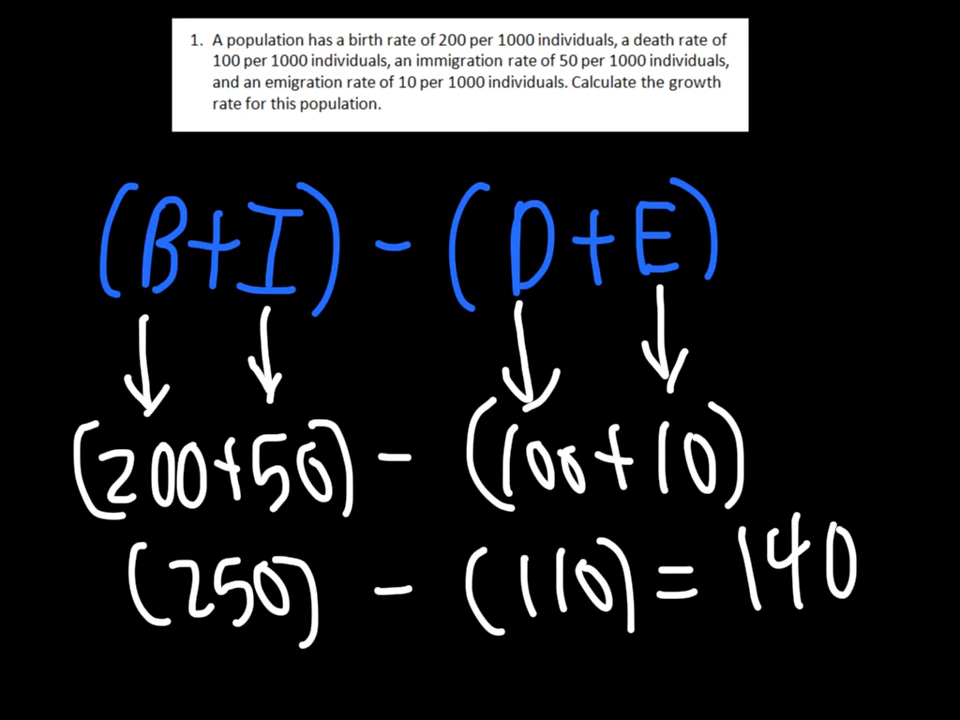 1. A population has a birth rate of 200 per 1000 individuals, a death rate of
100 per 1000 individuals, an immigration rate of 50 per 1000 individuals,
and an emigration rate of 10 per 1000 individuals. Calculate the growth
rate for this population.
(B+I) - (D+E)
(200+50) - (100+10)
(250) - (110) = 140